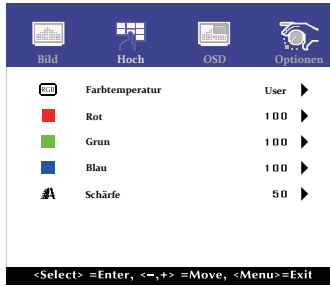 Bild Hoch OSD Optionen
RGB Farbtemperatur User
Rot 100
Grun 100
Blau 100
A Schärfe 50
<Select> =Enter, <-,+> =Move, <Menu>=Exit